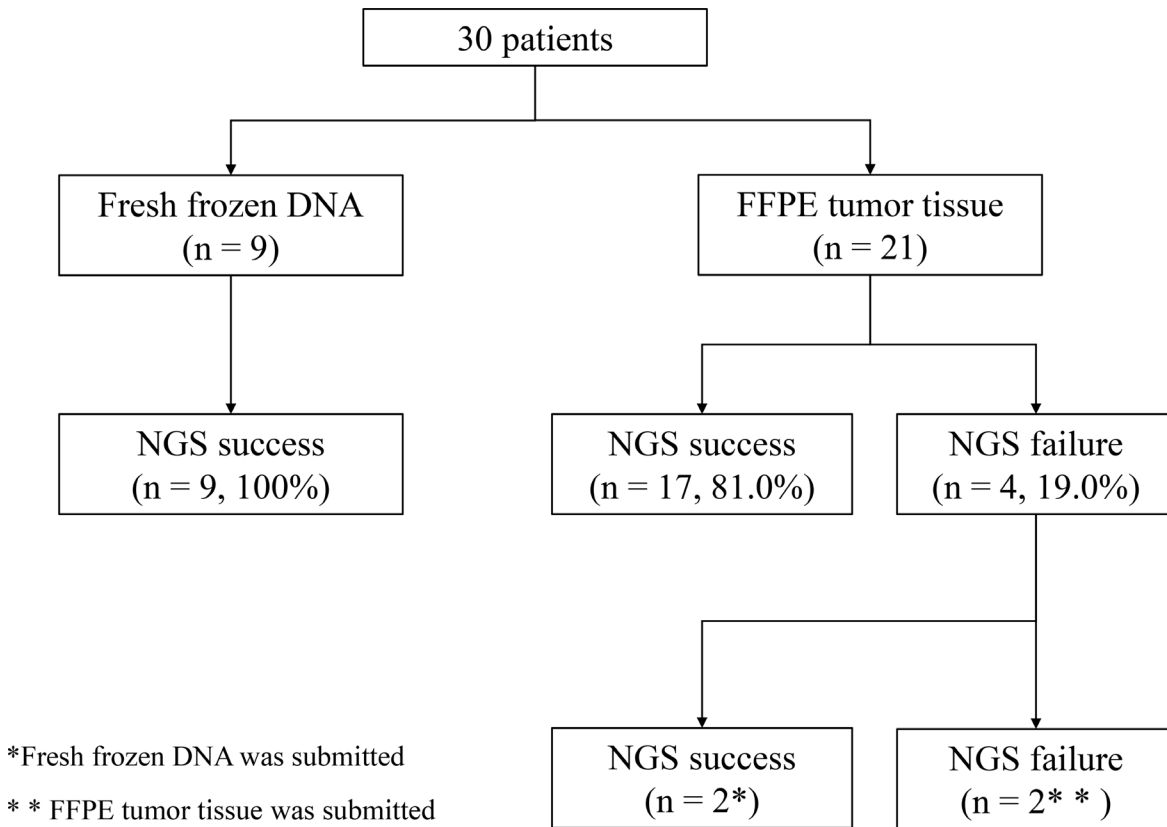 30 patients
Fresh frozen DNA
(n = 9)
FFPE tumor tissue
(n = 21)
NGS success
(n = 9, 100%)
NGS success
(n = 17, 81.0%)
NGS failure
(n = 4, 19.0%)
NGS success
(n = 2*)
NGS failure
(n = 2* * )
*Fresh frozen DNA was submitted
* * FFPE tumor tissue was submitted